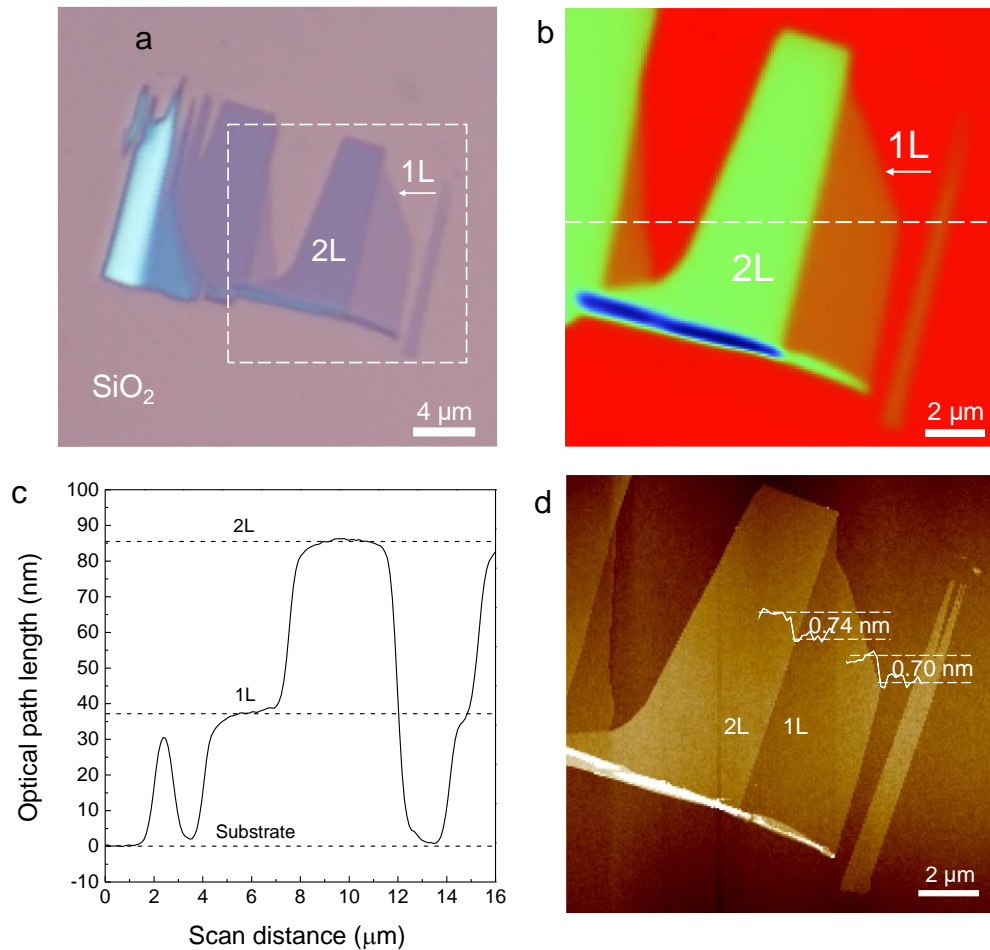 a
1L
2L
SiO₂
4 μm
b
1L
2L
2 μm
c
Optical path length (nm)
100
90
80
70
60
50
40
30
20
10
0
-10
2L
1L
Substrate
0 2 4 6 8 10 12 14 16
Scan distance (μm)
d
0.74 nm
0.70 nm
2L 1L
2 μm